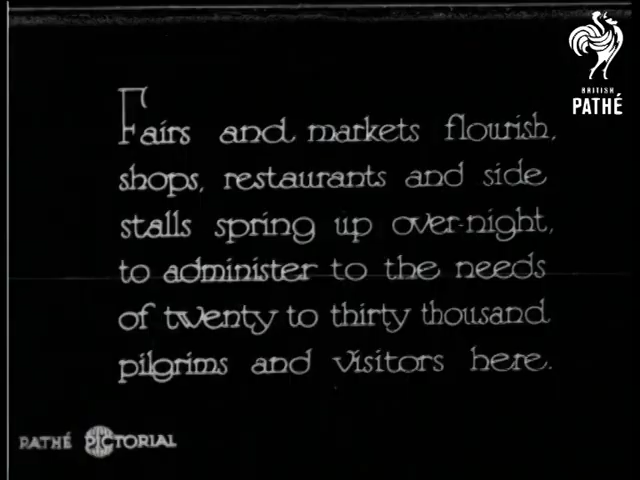 BRITISH
PATHÉ
Fairs and markets flourish,
shops, restaurants and side
stalls spring up over-night,
to administer to the needs
of twenty to thirty thousand
pilgrims and visitors here.
PATHÉ PICTORIAL